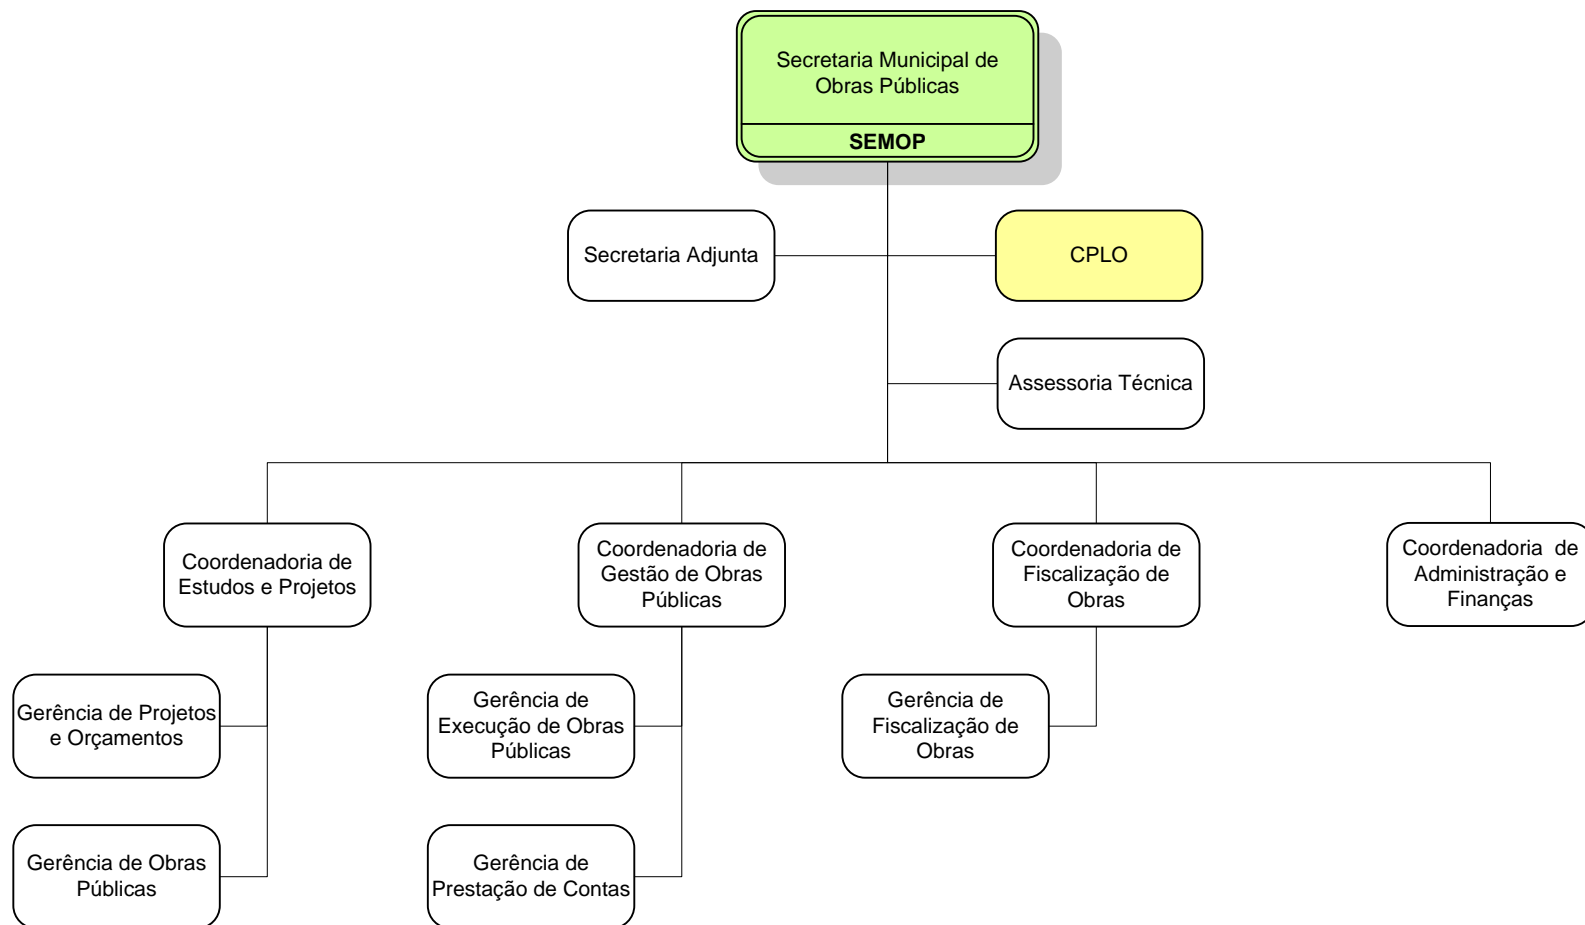 Secretaria Municipal de
Obras Públicas
SEMOP
Secretaria Adjunta
CPLO
Assessoria Técnica
Coordenadoria de
Estudos e Projetos
Coordenadoria de
Gestão de Obras
Públicas
Coordenadoria de
Fiscalização de
Obras
Coordenadoria de
Administração e
Finanças
Gerência de Projetos
e Orçamentos
Gerência de
Execução de Obras
Públicas
Gerência de
Fiscalização de
Obras
Gerência de Obras
Públicas
Gerência de
Prestação de Contas